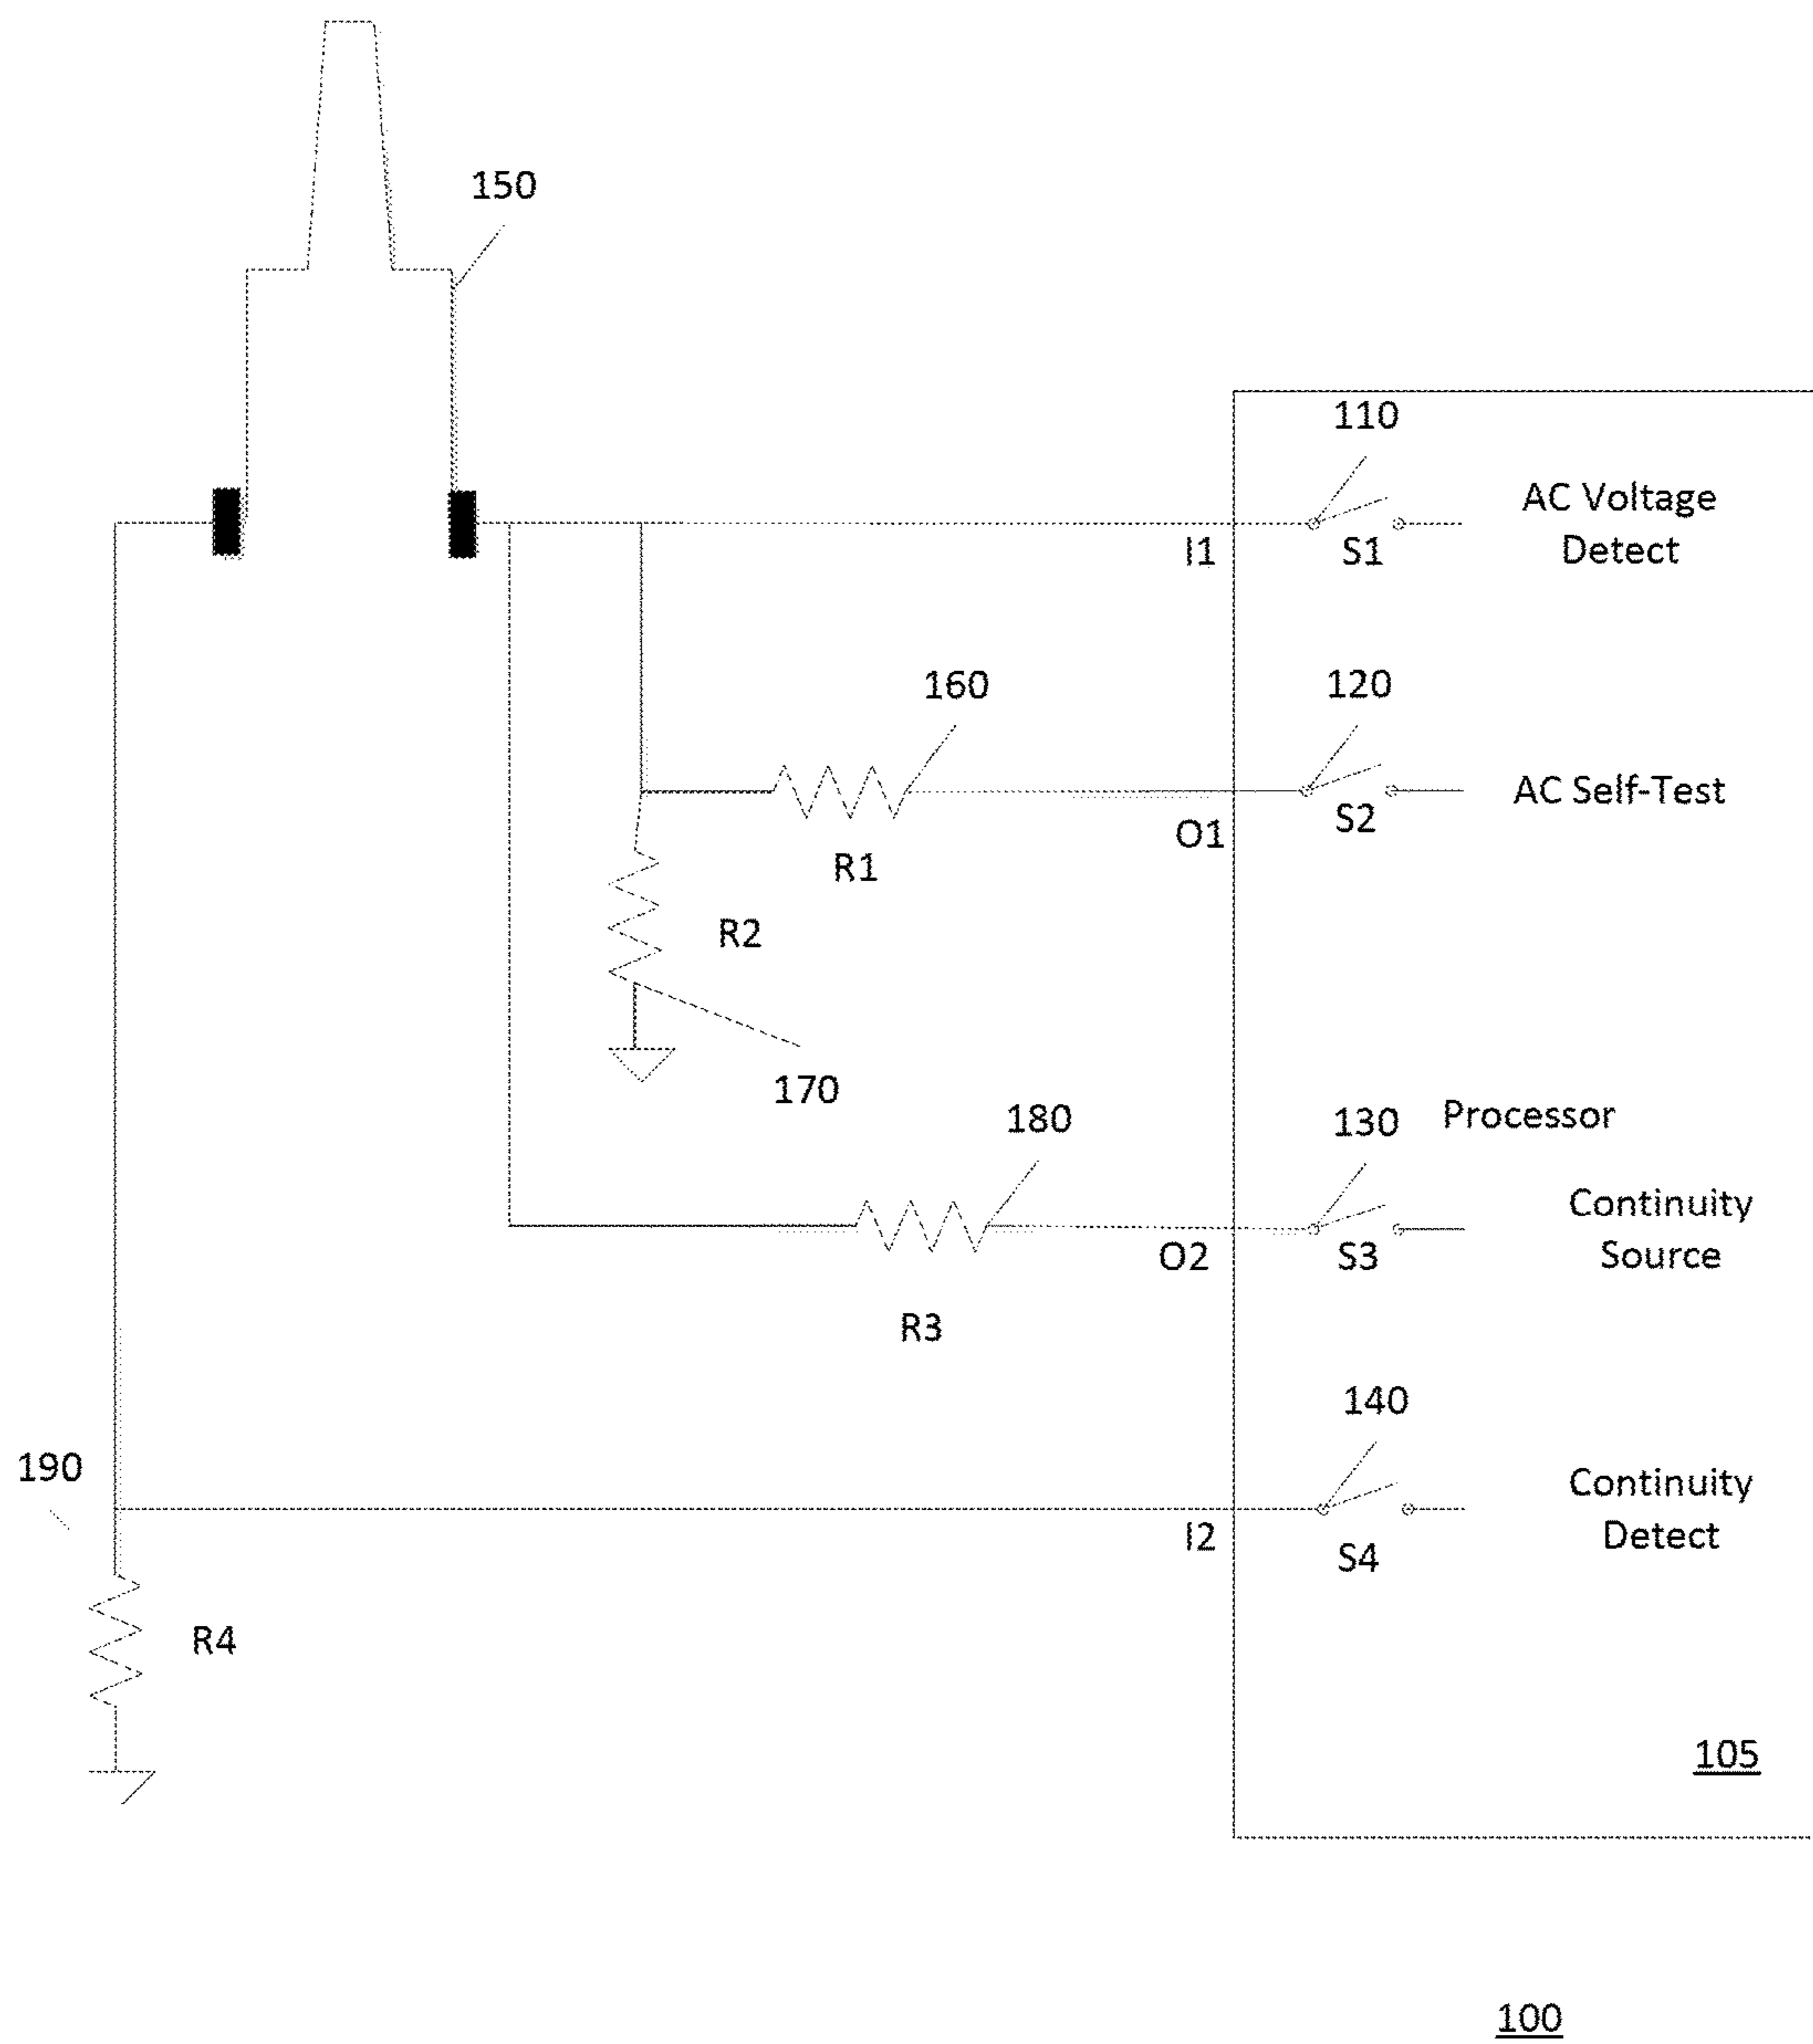 150
110
AC Voltage
Detect
I1
S1
160
120
AC Self-Test
S2
O1
R1
R2
170
180
130
Processor
Continuity
Source
O2
S3
R3
140
190
Continuity
Detect
I2
S4
R4
105
100